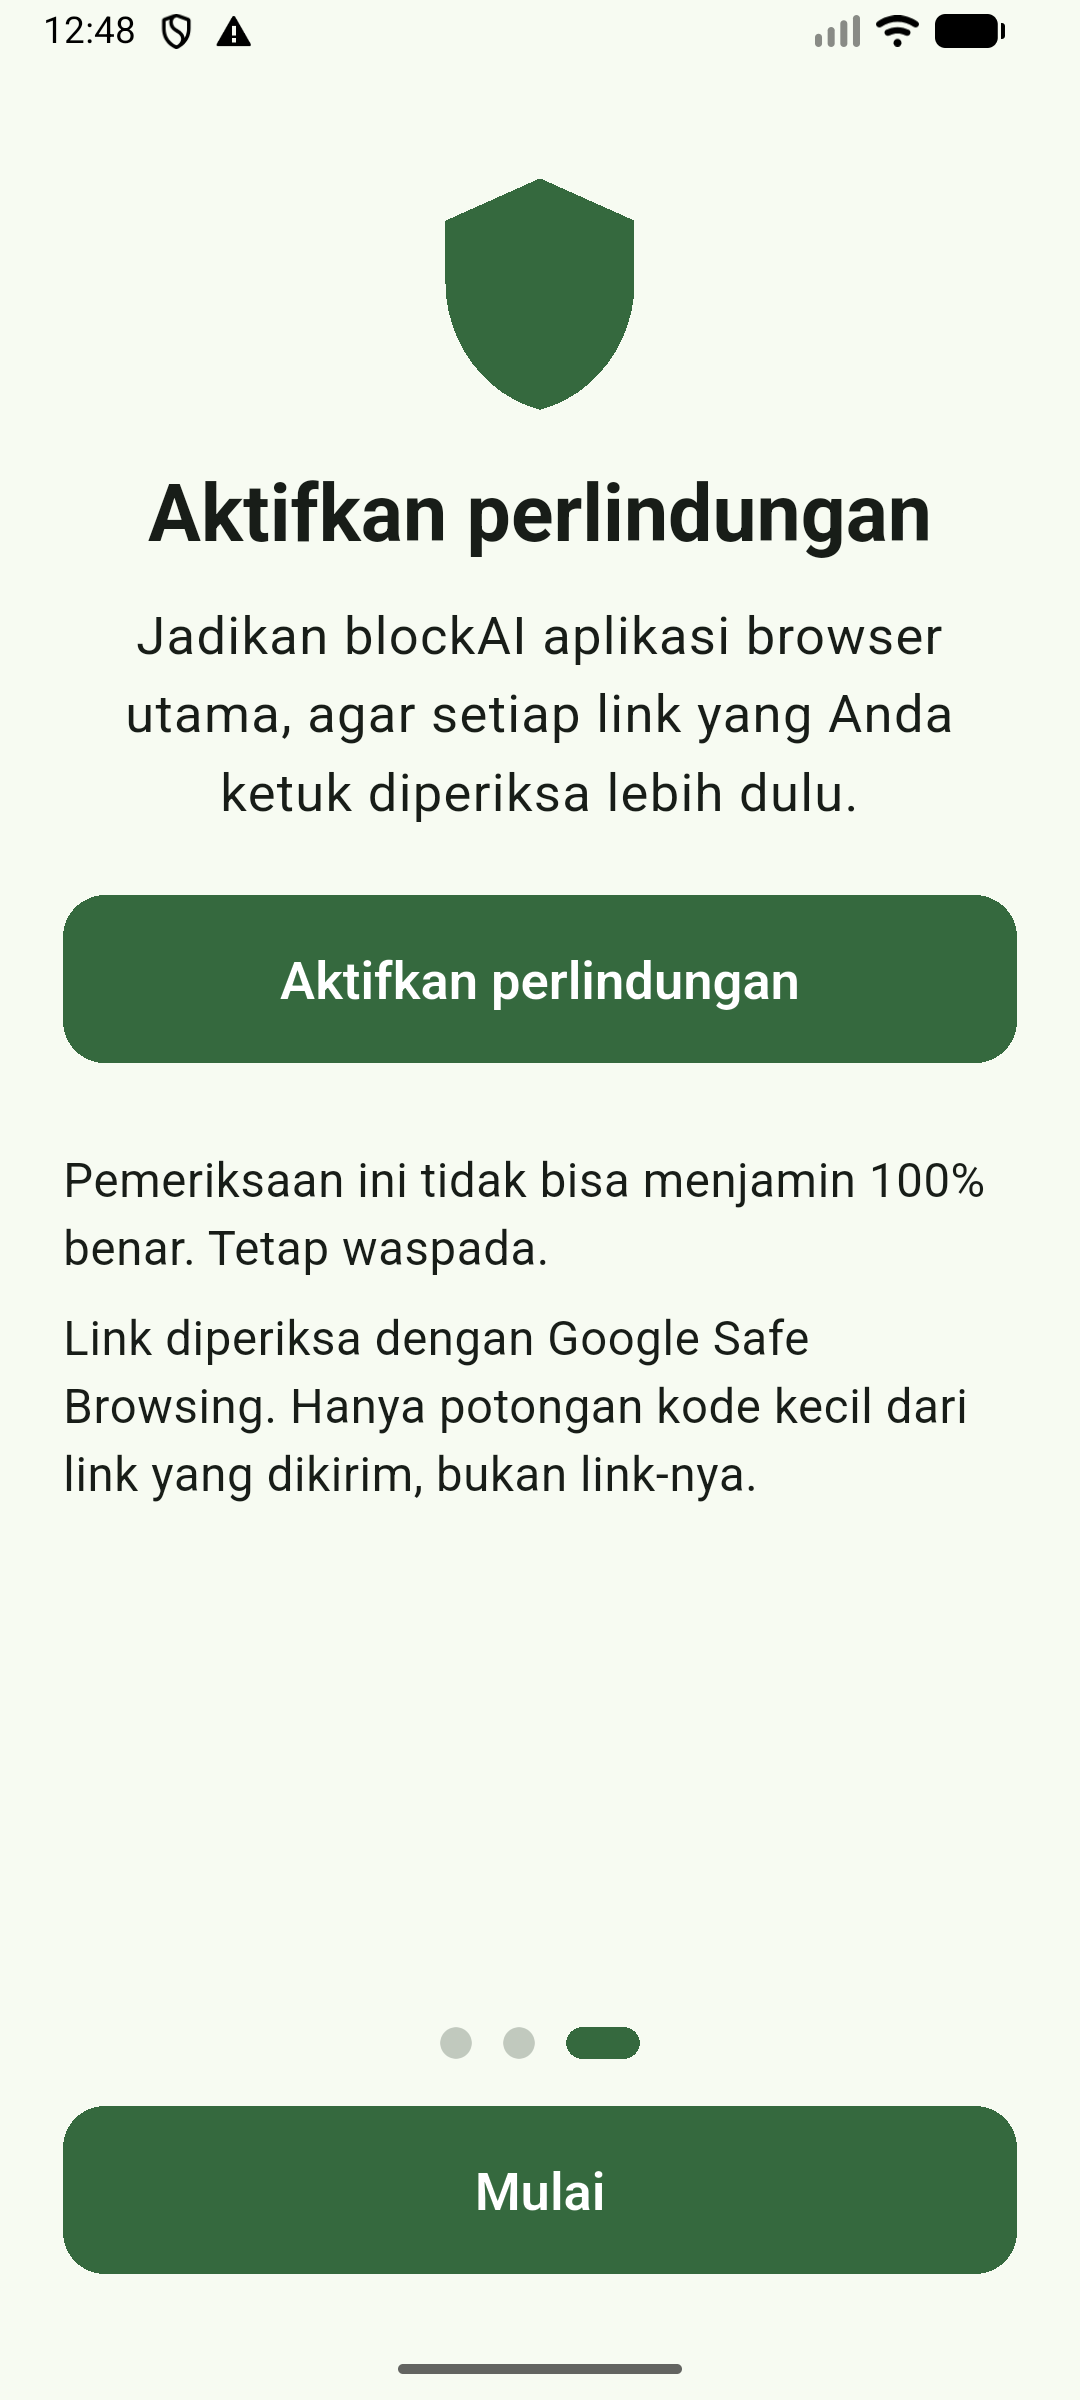 12:48
Aktifkan perlindungan
Jadikan blockAI aplikasi browser
utama, agar setiap link yang Anda
ketuk diperiksa lebih dulu.
Aktifkan perlindungan
Pemeriksaan ini tidak bisa menjamin 100%
benar. Tetap waspada.
Link diperiksa dengan Google Safe
Browsing. Hanya potongan kode kecil dari
link yang dikirim, bukan link-nya.
Mulai